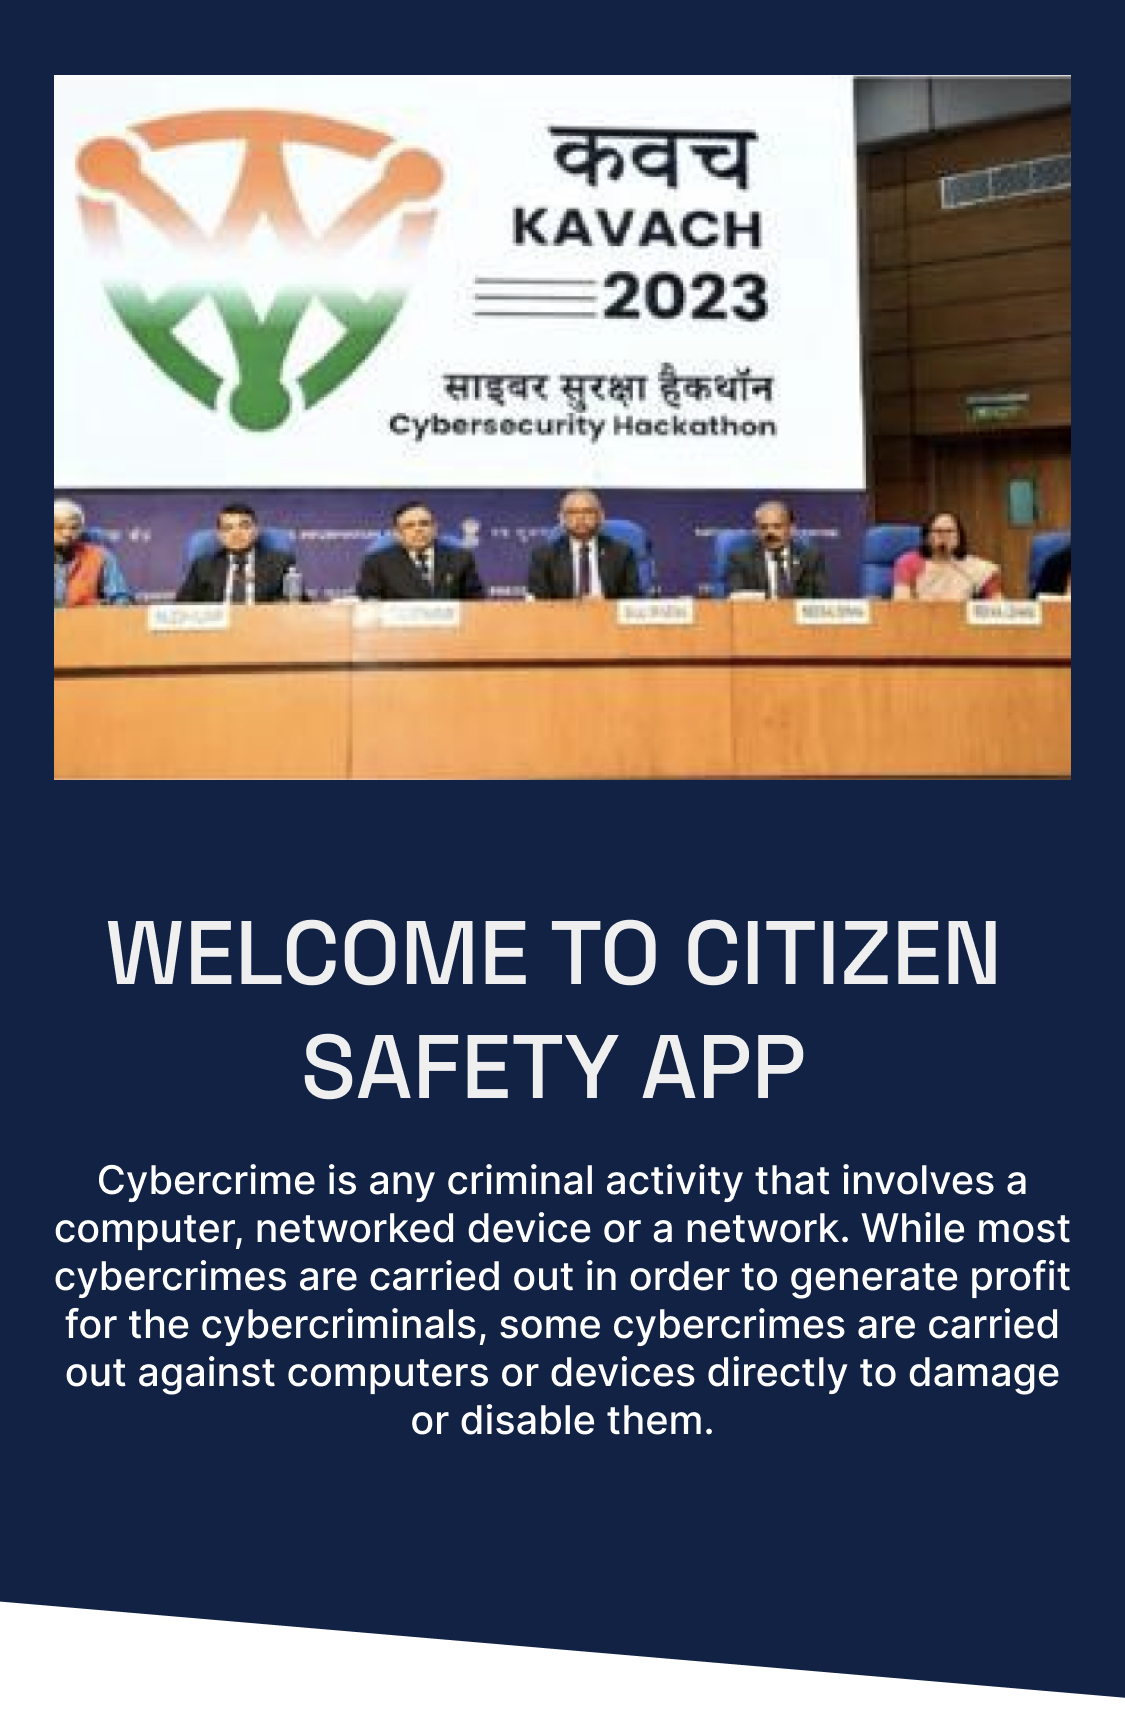 कवच
KAVACH
2023
साइबर सुरक्षा हैकथॉन
Cybersecurity Hackathon
WELCOME TO CITIZEN
SAFETY APP
Cybercrime is any criminal activity that involves a
computer, networked device or a network. While most
cybercrimes are carried out in order to generate profit
for the cybercriminals, some cybercrimes are carried
out against computers or devices directly to damage
or disable them.